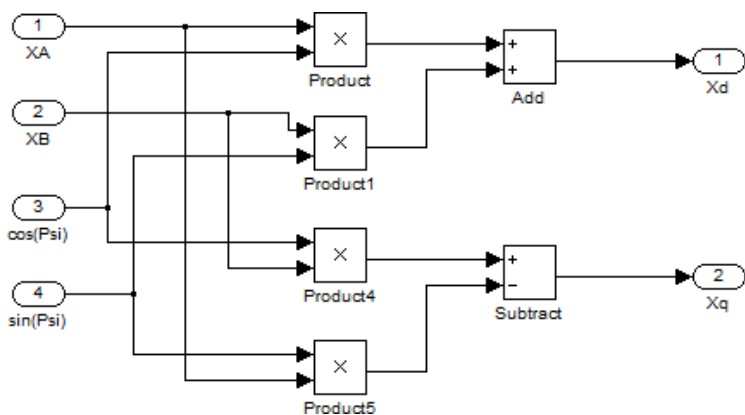 1
XA
×
Product
+
+
Add
1
Xd
2
XB
×
Product1
3
cos(Psi)
×
Product4
+
−
Subtract
2
Xq
4
sin(Psi)
×
Product5